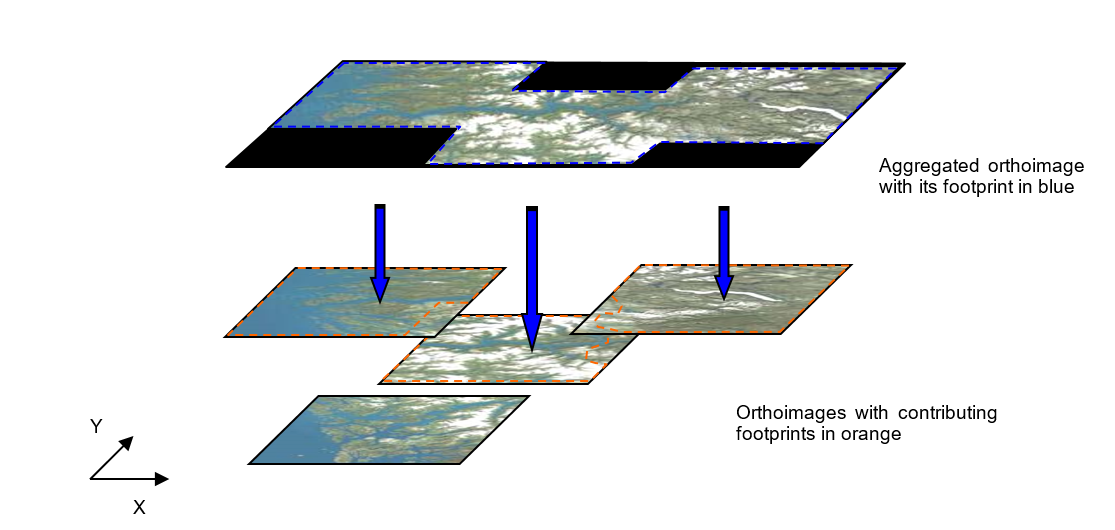 Aggregated orthoimage
with its footprint in blue
Orthoimages with contributing
footprints in orange
Y
X